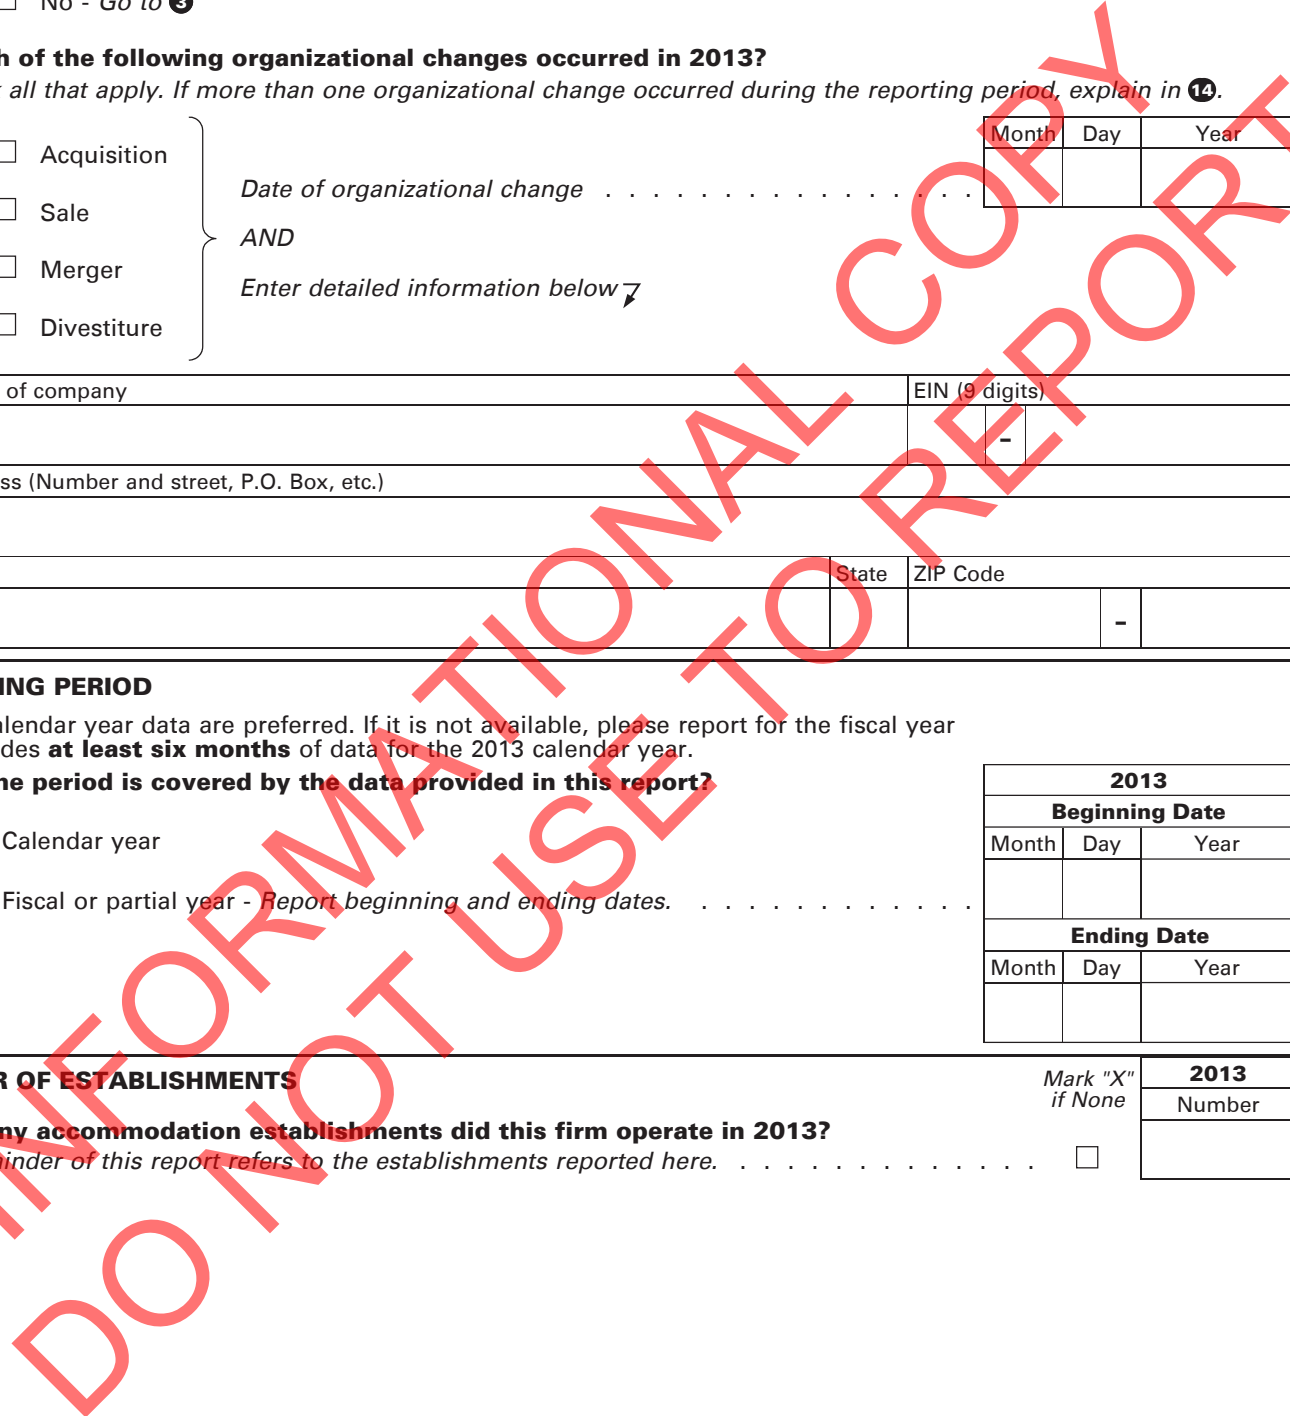 No - Go to 3
h of the following organizational changes occurred in 2013?
all that apply. If more than one organizational change occurred during the reporting period, explain in 14.
Month Day Year
Acquisition
Date of organizational change . . . . . . . . . . . . . . . .
Sale
AND
Merger
Enter detailed information below
Divestiture
of company EIN (9 digits)
-
ss (Number and street, P.O. Box, etc.)
State ZIP Code
-
ING PERIOD
alendar year data are preferred. If it is not available, please report for the fiscal year
des at least six months of data for the 2013 calendar year.
ne period is covered by the data provided in this report?
2013
Beginning Date
Calendar year
Month Day Year
Fiscal or partial year - Report beginning and ending dates. . . . . . . . . . . . .
Ending Date
Month Day Year
R OF ESTABLISHMENTS
Mark "X"
if None
2013
Number
ny accommodation establishments did this firm operate in 2013?
inder of this report refers to the establishments reported here. . . . . . . . . . . . . .
INFORMATIONAL COPY
DO NOT USE TO REPORT